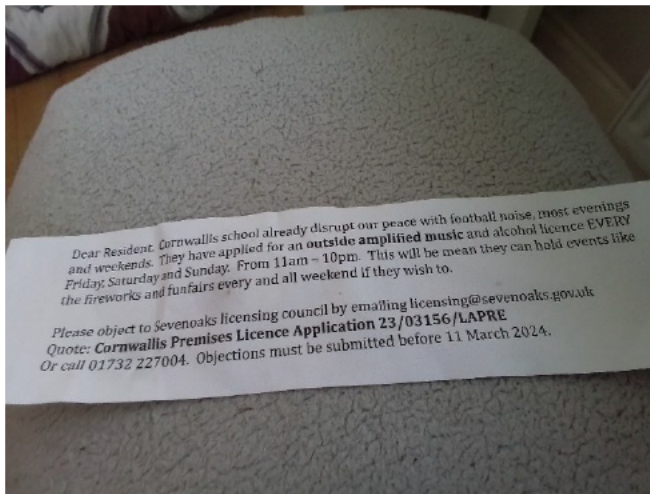 Dear Resident. Cornwallis school already disrupt our peace with football noise, most evenings
and weekends. They have applied for an outside amplified music and alcohol licence EVERY
Friday, Saturday and Sunday. From 11am – 10pm. This will be mean they can hold events like
the fireworks and funfairs every and all weekend if they wish to.
Please object to Sevenoaks licensing council by emailing licensing@sevenoaks.gov.uk
Quote: Cornwallis Premises Licence Application 23/03156/LAPRE
Or call 01732 227004. Objections must be submitted before 11 March 2024.